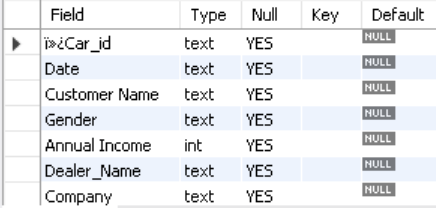 Field Type Null Key Default
ï»¿Car_id text YES NULL
Date text YES NULL
Customer Name text YES NULL
Gender text YES NULL
Annual Income int YES NULL
Dealer_Name text YES NULL
Company text YES NULL